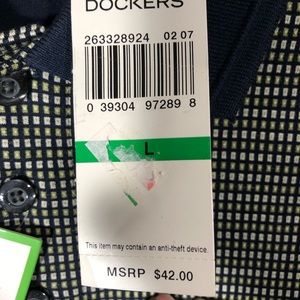 DOCKERS
263328924 02 07
0 39304 97289 8
L
This item may contain an anti-theft device.
MSRP $42.00